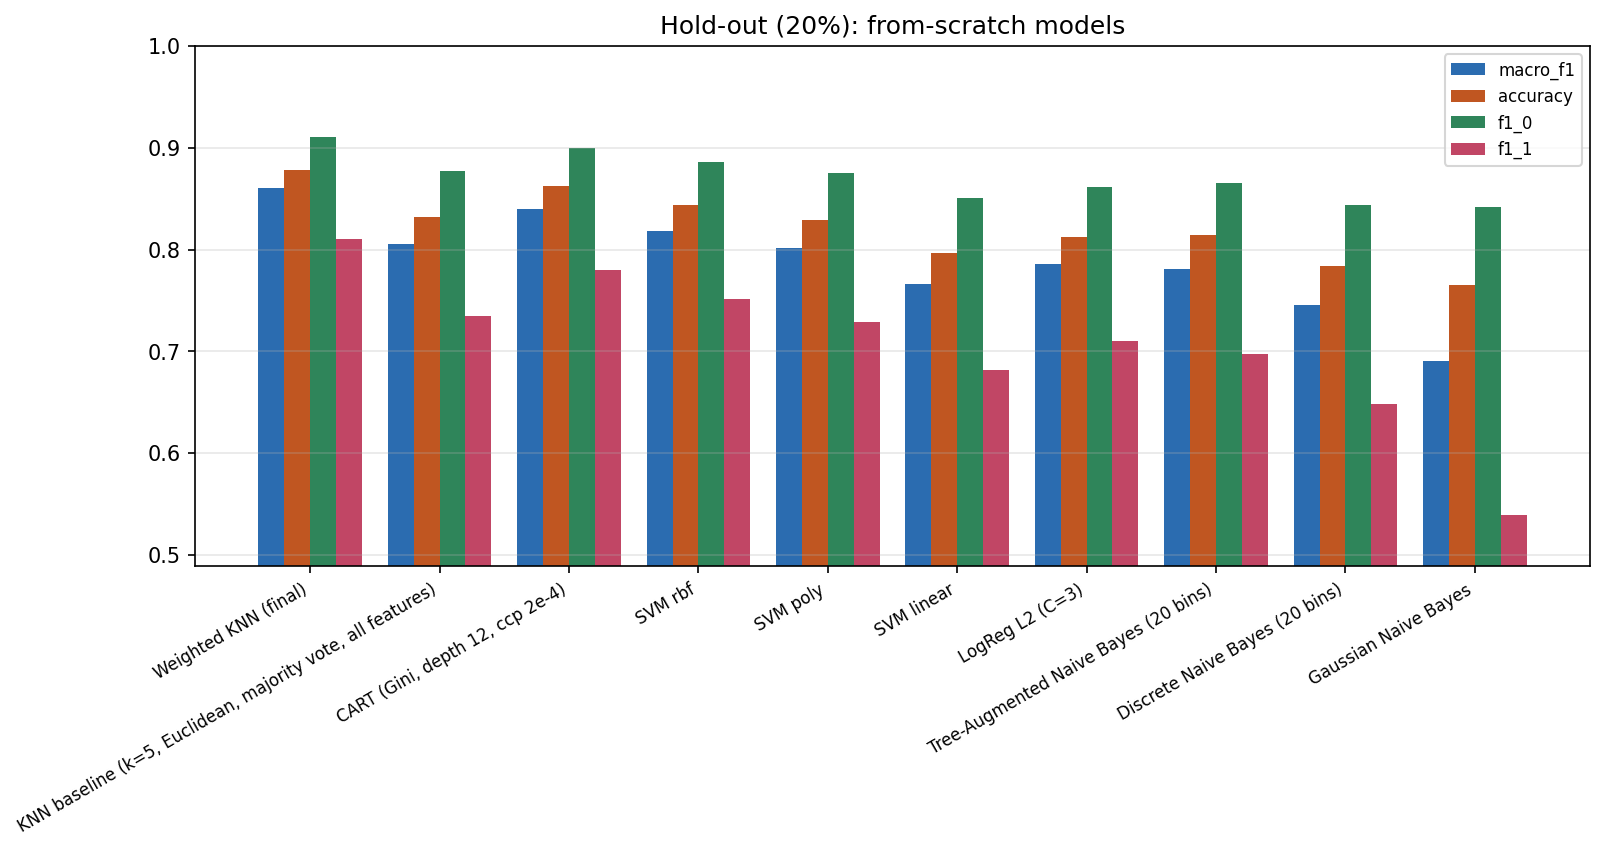 Hold-out (20%): from-scratch models
1.0
0.9
0.8
0.7
0.6
0.5
macro_f1
accuracy
f1_0
f1_1
Weighted KNN (final)
KNN baseline (k=5, Euclidean, majority vote, all features)
CART (Gini, depth 12, ccp 2e-4)
SVM rbf
SVM poly
SVM linear
LogReg L2 (C=3)
Tree-Augmented Naive Bayes (20 bins)
Discrete Naive Bayes (20 bins)
Gaussian Naive Bayes